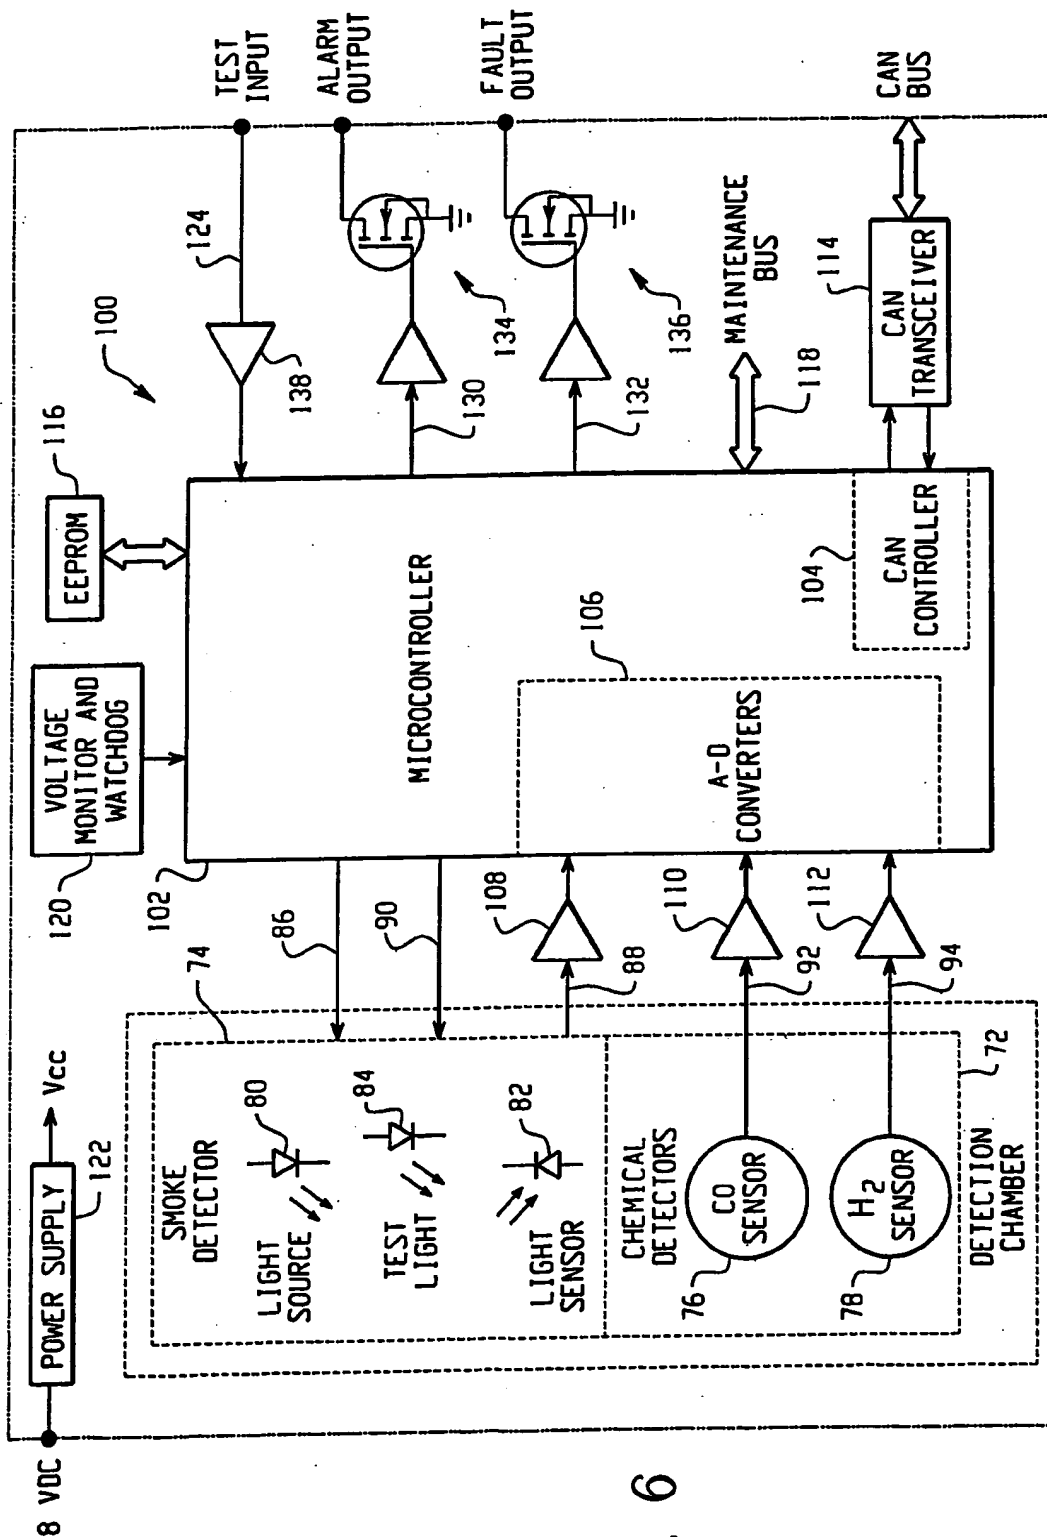 8 VDC
POWER SUPPLY
Vcc
122
120
VOLTAGE
MONITOR AND
WATCHDOG
EEPROM
116
100
TEST
INPUT
124
138
ALARM
OUTPUT
130
134
FAULT
OUTPUT
132
136
MAINTENANCE
BUS
118
CAN
BUS
114
CAN
TRANSCEIVER
104
CAN
CONTROLLER
102
MICROCONTROLLER
106
A-D
CONVERTERS
74
86
90
108
88
110
92
112
94
SMOKE
DETECTOR
80
LIGHT
SOURCE
84
TEST
LIGHT
82
LIGHT
SENSOR
CHEMICAL
DETECTORS
76
CO
SENSOR
78
H2
SENSOR
72
DETECTION
CHAMBER